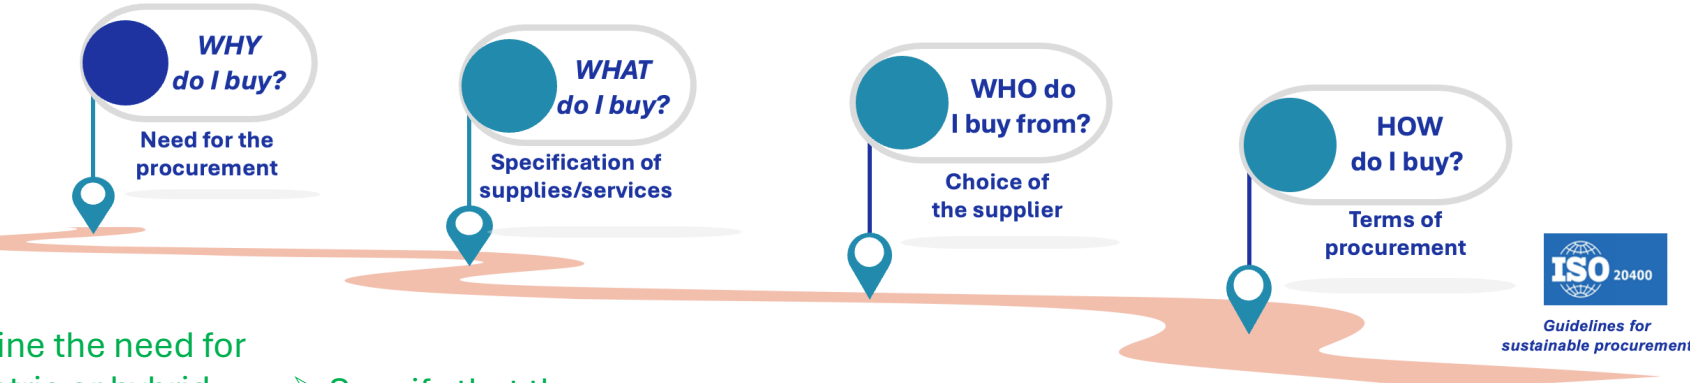 WHY
do I buy?
Need for the
procurement
WHAT
do I buy?
Specification of
supplies/services
WHO do
I buy from?
Choice of
the supplier
HOW
do I buy?
Terms of
procurement
ISO 20400
Guidelines for
sustainable procurement
ine the need for